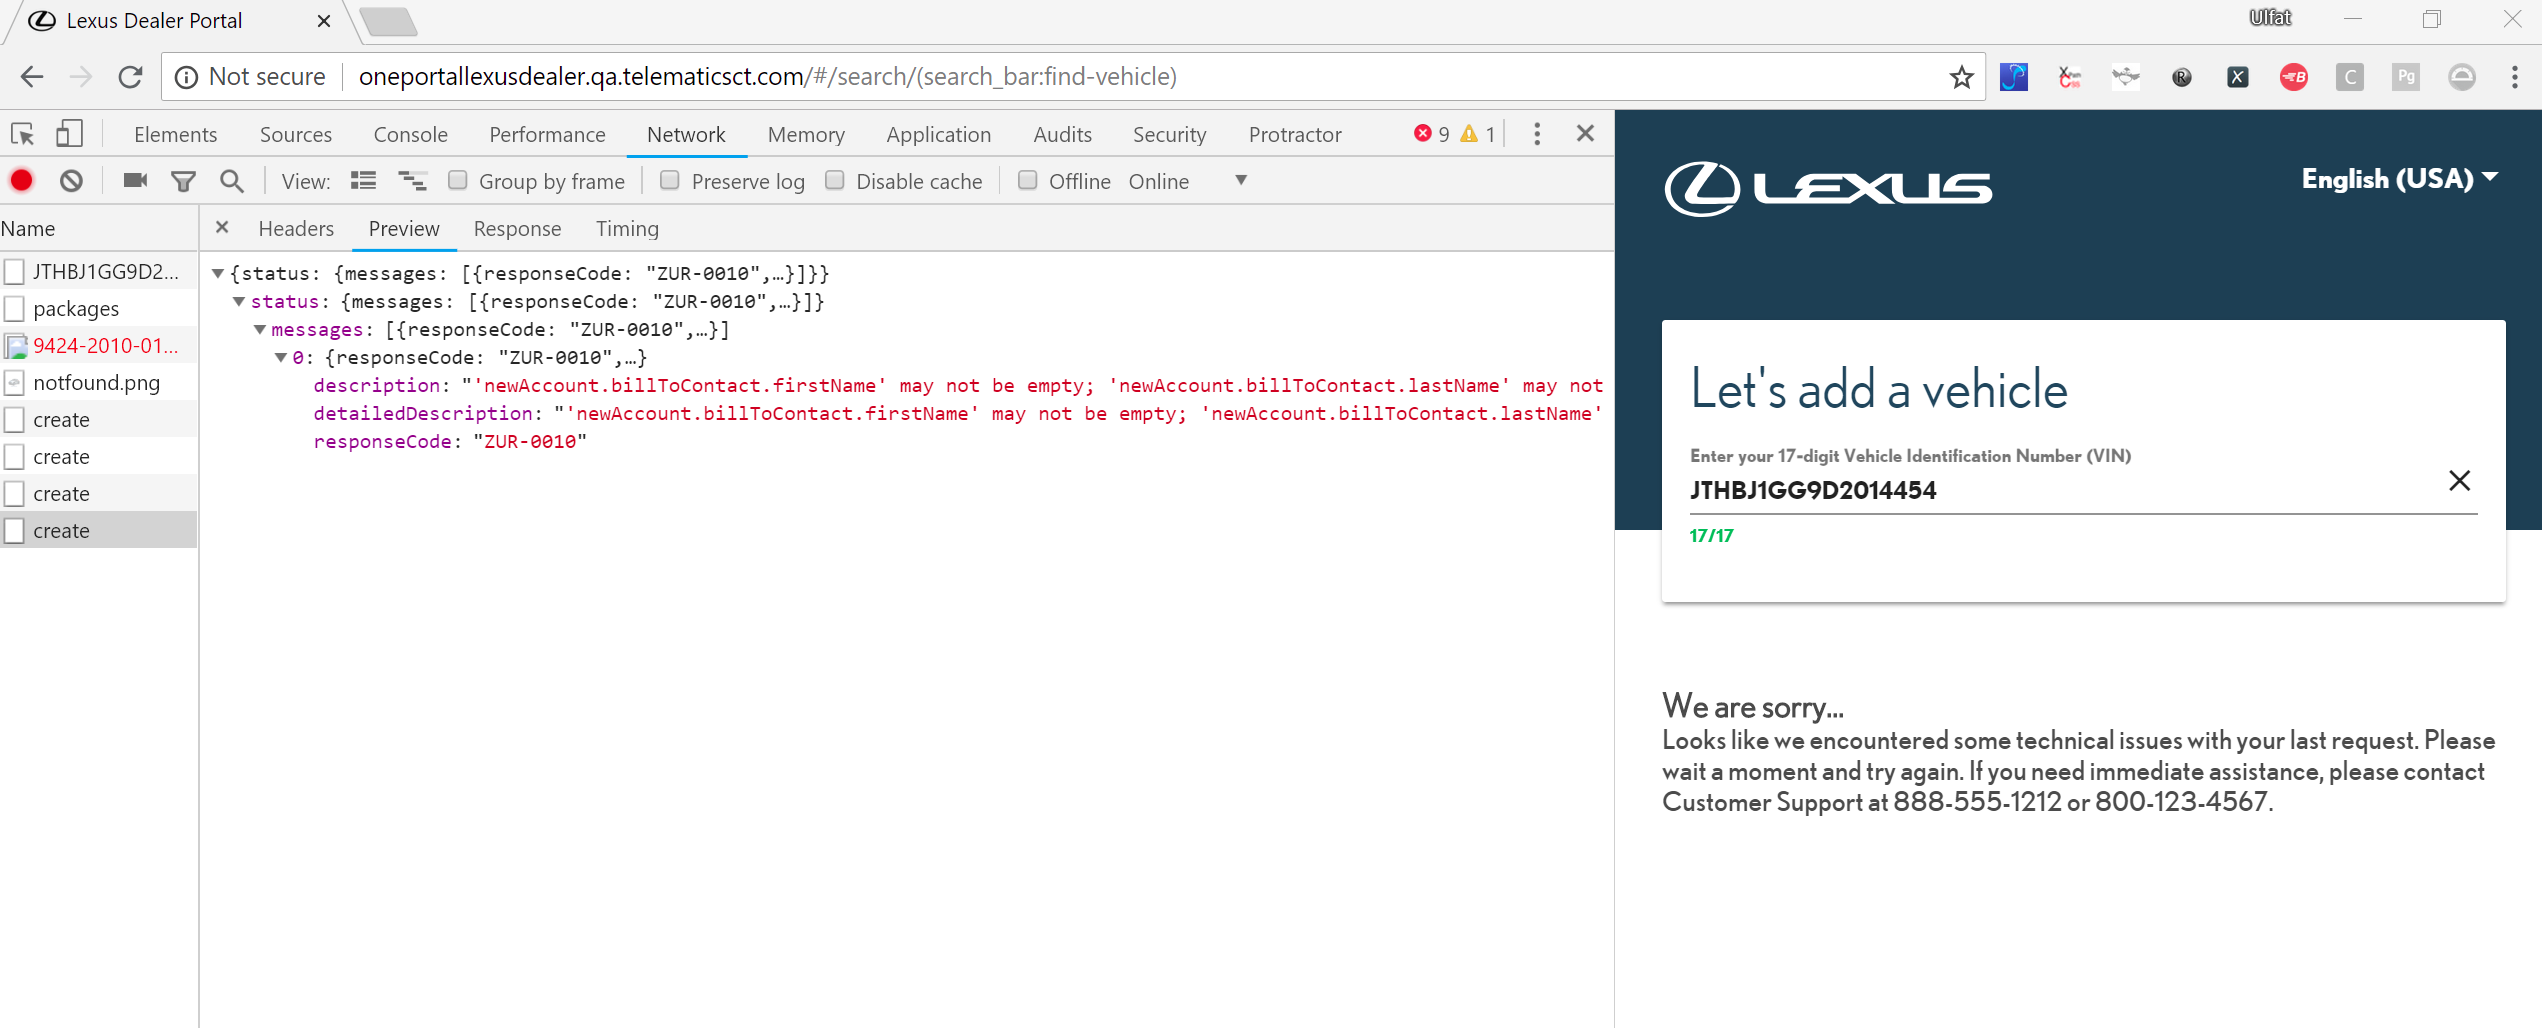 Lexus Dealer Portal
Ulfat
Not secure
oneportallexusdealer.qa.telematicsct.com/#/search/(search_bar:find-vehicle)
Elements Sources Console Performance Network Memory Application Audits Security Protractor 9 1
View: Group by frame Preserve log Disable cache Offline Online
Name
JTHBJ1GG9D2...
packages
9424-2010-01...
notfound.png
create
create
create
create
Headers Preview Response Timing
{status: {messages: [{responseCode: "ZUR-0010",…}]}}
status: {messages: [{responseCode: "ZUR-0010",…}]}
messages: [{responseCode: "ZUR-0010",…}]
0: {responseCode: "ZUR-0010",…}
description: "'newAccount.billToContact.firstName' may not be empty; 'newAccount.billToContact.lastName' may not
detailedDescription: "'newAccount.billToContact.firstName' may not be empty; 'newAccount.billToContact.lastName'
responseCode: "ZUR-0010"
LEXUS
English (USA)
Let's add a vehicle
Enter your 17-digit Vehicle Identification Number (VIN)
JTHBJ1GG9D2014454
17/17
We are sorry...
Looks like we encountered some technical issues with your last request. Please
wait a moment and try again. If you need immediate assistance, please contact
Customer Support at 888-555-1212 or 800-123-4567.